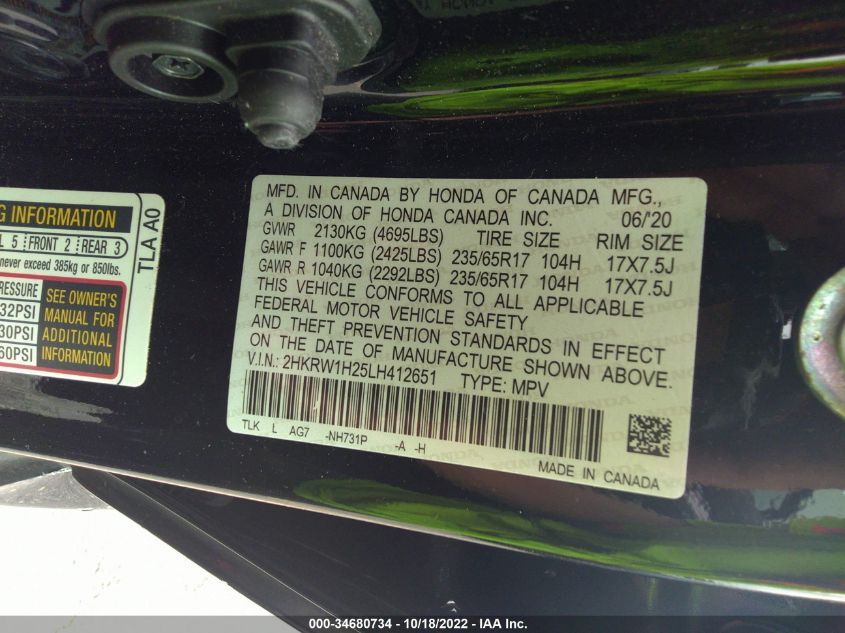 G INFORMATION
L 5 FRONT 2 REAR 3
never exceed 385kg or 850lbs.
PRESSURE
32PSI
30PSI
60PSI
SEE OWNER'S
MANUAL FOR
ADDITIONAL
INFORMATION
TLA A0
MFD. IN CANADA BY HONDA OF CANADA MFG.,
A DIVISION OF HONDA CANADA INC. 06/'20
GVWR 2130KG (4695LBS) TIRE SIZE RIM SIZE
GAWR F 1100KG (2425LBS) 235/65R17 104H 17X7.5J
GAWR R 1040KG (2292LBS) 235/65R17 104H 17X7.5J
THIS VEHICLE CONFORMS TO ALL APPLICABLE
FEDERAL MOTOR VEHICLE SAFETY
AND THEFT PREVENTION STANDARDS IN EFFECT
ON THE DATE OF MANUFACTURE SHOWN ABOVE.
V.I.N.: 2HKRW1H25LH412651 TYPE: MPV
TLK L AG7 -NH731P -A -H
MADE IN CANADA
000-34680734 - 10/18/2022 - IAA Inc.